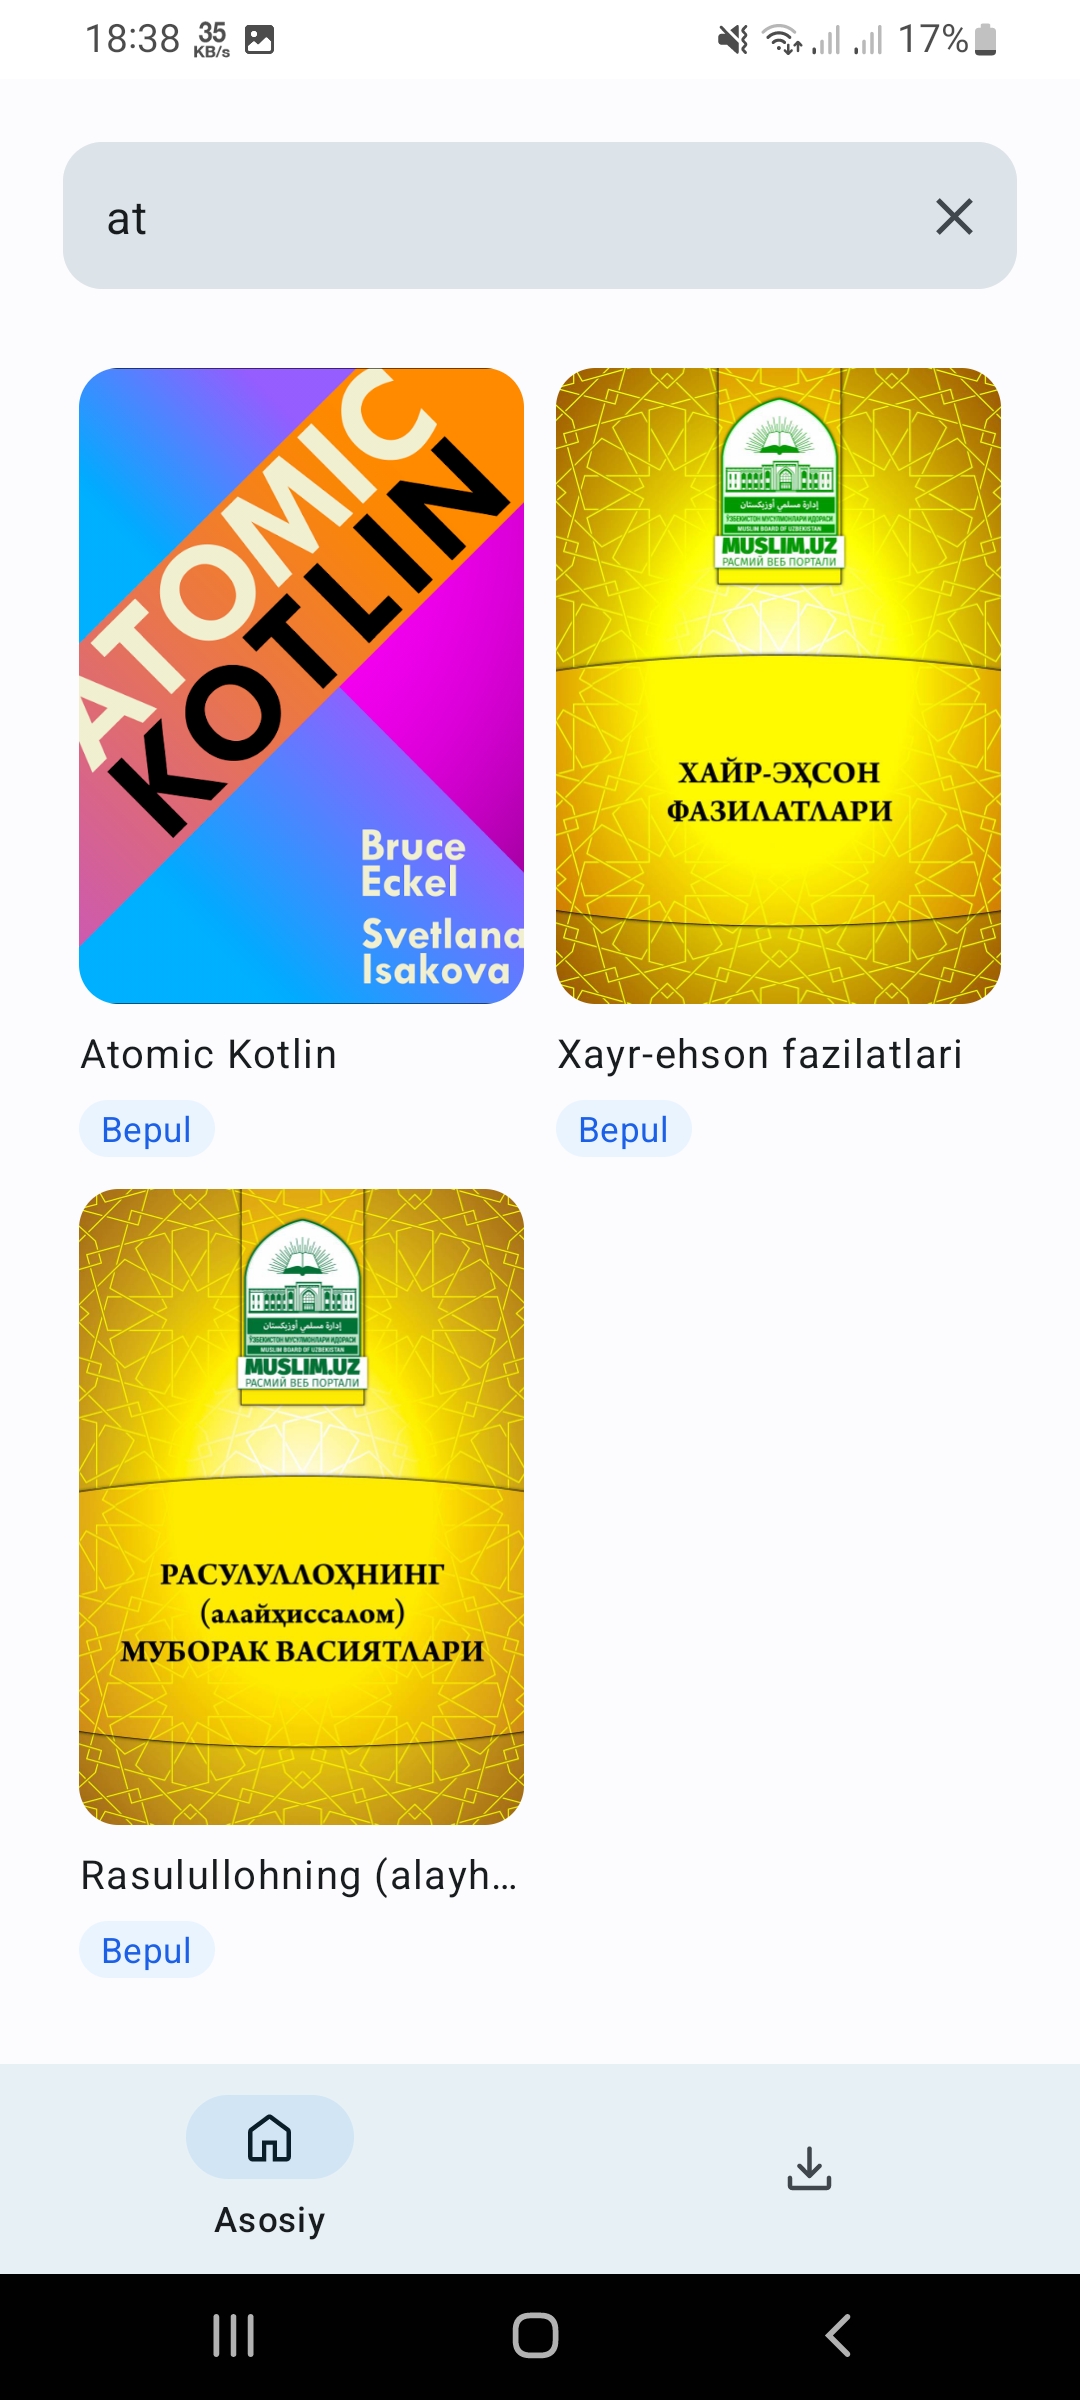 18:38 35 KB/s 17%
at
ATOMIC
KOTLIN
Bruce
Eckel
Svetlana
Isakova
إدارة مسلمي أوزبكستان
ЎЗБЕКИСТОН МУСУЛМОНЛАРИ ИДОРАСИ
MUSLIM BOARD OF UZBEKISTAN
MUSLIM.UZ
РАСМИЙ ВЕБ ПОРТАЛИ
ХАЙР-ЭҲСОН
ФАЗИЛАТЛАРИ
Atomic Kotlin
Xayr-ehson fazilatlari
Bepul
Bepul
إدارة مسلمي أوزبكستان
ЎЗБЕКИСТОН МУСУЛМОНЛАРИ ИДОРАСИ
MUSLIM BOARD OF UZBEKISTAN
MUSLIM.UZ
РАСМИЙ ВЕБ ПОРТАЛИ
РАСУЛУЛЛОҲНИНГ
(алайҳиссалом)
МУБОРАК ВАСИЯТЛАРИ
Rasulullohning (alayh...
Bepul
Asosiy